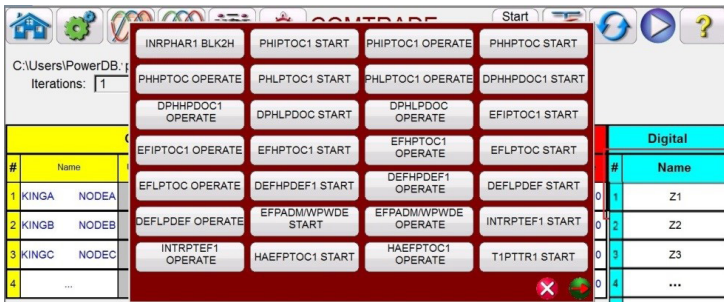 COMTRADE
Start
?
C:\Users\PowerDB.
Iterations: 1
INRPHAR1 BLK2H
PHIPTOC1 START
PHIPTOC1 OPERATE
PHHPTOC START
PHHPTOC OPERATE
PHLPTOC1 START
PHLPTOC1 OPERATE
DPHHPDOC1 START
DPHHPDOC1
OPERATE
DPHLPDOC START
DPHLPDOC
OPERATE
EFIPTOC1 START
EFIPTOC1 OPERATE
EFHPTOC1 START
EFHPTOC1
OPERATE
EFLPTOC START
EFLPTOC OPERATE
DEFHPDEF1 START
DEFHPDEF1
OPERATE
DEFLPDEF START
DEFLPDEF OPERATE
EFPADM/WPWDE
START
EFPADM/WPWDE
OPERATE
INTRPTEF1 START
INTRPTEF1
OPERATE
HAEFPTOC1 START
HAEFPTOC1
OPERATE
T1PTTR1 START
# Name
1 KINGA NODEA
2 KINGB NODEB
3 KINGC NODEC
4 ...
Digital
# Name
1 Z1
2 Z2
3 Z3
4 ...